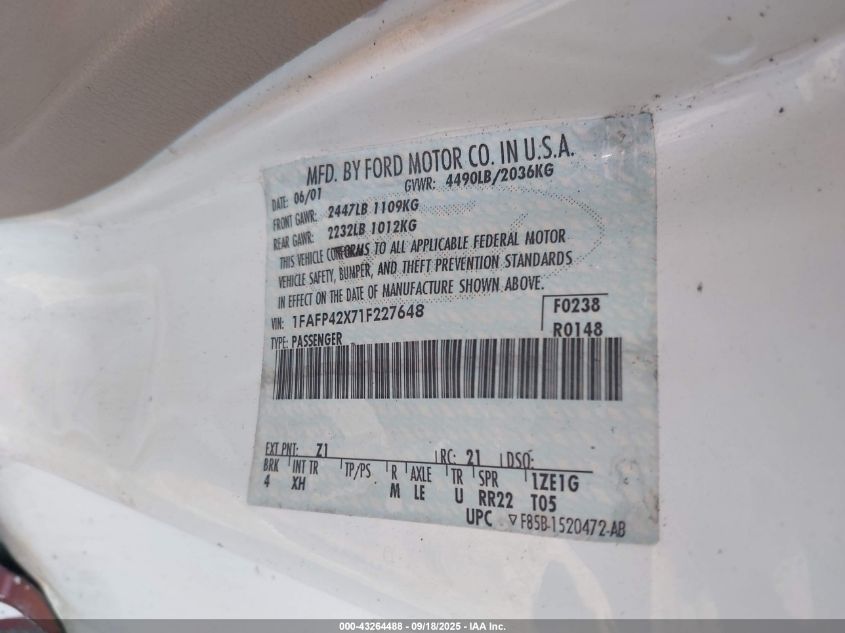 MFD. BY FORD MOTOR CO. IN U.S.A.
DATE: 06/01 GVWR: 4490LB/2036KG
FRONT GAWR: 2447LB 1109KG
REAR GAWR: 2232LB 1012KG
THIS VEHICLE CONFORMS TO ALL APPLICABLE FEDERAL MOTOR
VEHICLE SAFETY, BUMPER, AND THEFT PREVENTION STANDARDS
IN EFFECT ON THE DATE OF MANUFACTURE SHOWN ABOVE.
VIN: 1FAFP42X71F227648 F0238
TYPE: PASSENGER R0148
EXT PNT: Z1 RC: 21 DSO:
BRK INT TR TP/PS R AXLE TR SPR 1ZE1G
4 XH M LE U RR22 T05
UPC ▽F85B-1520472-AB
000-43264488 - 09/18/2025 - IAA Inc.